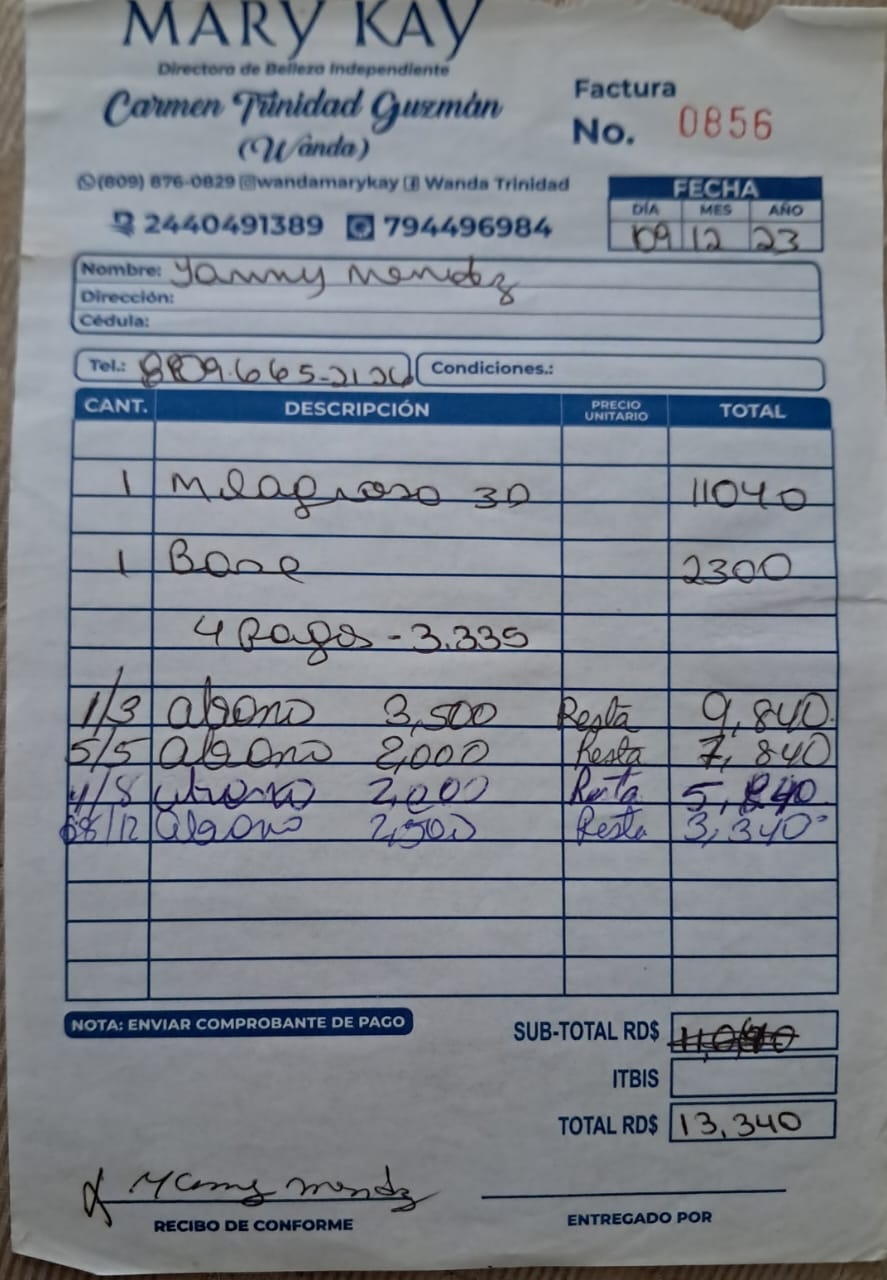 MARY KAY
Directora de Belleza Independiente
Carmen Trinidad Guzmán
(Wanda)
Factura
No. 0856
(809) 876-0829 @wandamarykay Wanda Trinidad
2440491389 794496984
FECHA
DÍA MES AÑO
09 12 23
Nombre: Yanny Mendez
Dirección:
Cédula:
Tel.: 809.665-2126 Condiciones.:
CANT. DESCRIPCIÓN PRECIO UNITARIO TOTAL
1 Milagroso 3D 11040
1 Base 2300
4 Pagos - 3.335
1/3 abono 3,500 Resta 9,840
5/5 abono 2,000 Resta 7,840
4/8 abono 2,000 Resta 5,840
08/12 abono 2,500 Resta 3,340
NOTA: ENVIAR COMPROBANTE DE PAGO
SUB-TOTAL RD$
ITBIS
TOTAL RD$ 13,340
Yanny Mendez
RECIBO DE CONFORME
ENTREGADO POR